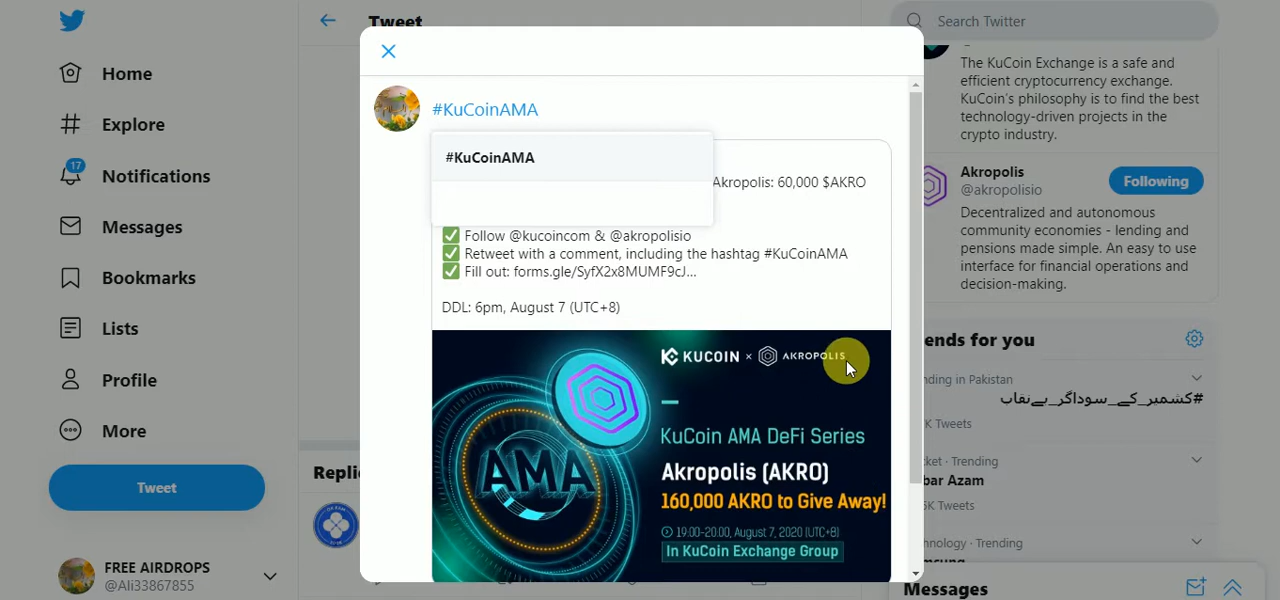 Home
Explore
17
Notifications
Messages
Bookmarks
Lists
Profile
More
Tweet
FREE AIRDROPS
@Ali33867855
Tweet
#KuCoinAMA
#KuCoinAMA
Akropolis: 60,000 $AKRO
✅ Follow @kucoincom & @akropolisio
✅ Retweet with a comment, including the hashtag #KuCoinAMA
✅ Fill out: forms.gle/SyfX2x8MUMF9cJ...
DDL: 6pm, August 7 (UTC+8)
KUCOIN × AKROPOLIS
AMA
KuCoin AMA DeFi Series
Akropolis (AKRO)
160,000 AKRO to Give Away!
19:00-20:00, August 7, 2020 (UTC+8)
In KuCoin Exchange Group
Replie
Search Twitter
The KuCoin Exchange is a safe and
efficient cryptocurrency exchange.
KuCoin's philosophy is to find the best
technology-driven projects in the
crypto industry.
Akropolis
@akropolisio
Following
Decentralized and autonomous
community economies - lending and
pensions made simple. An easy to use
interface for financial operations and
decision-making.
ends for you
nding in Pakistan
#کشمیر_کے_سوداگر_بےنقاب
K Tweets
cket · Trending
bar Azam
5K Tweets
hnology · Trending
Messages